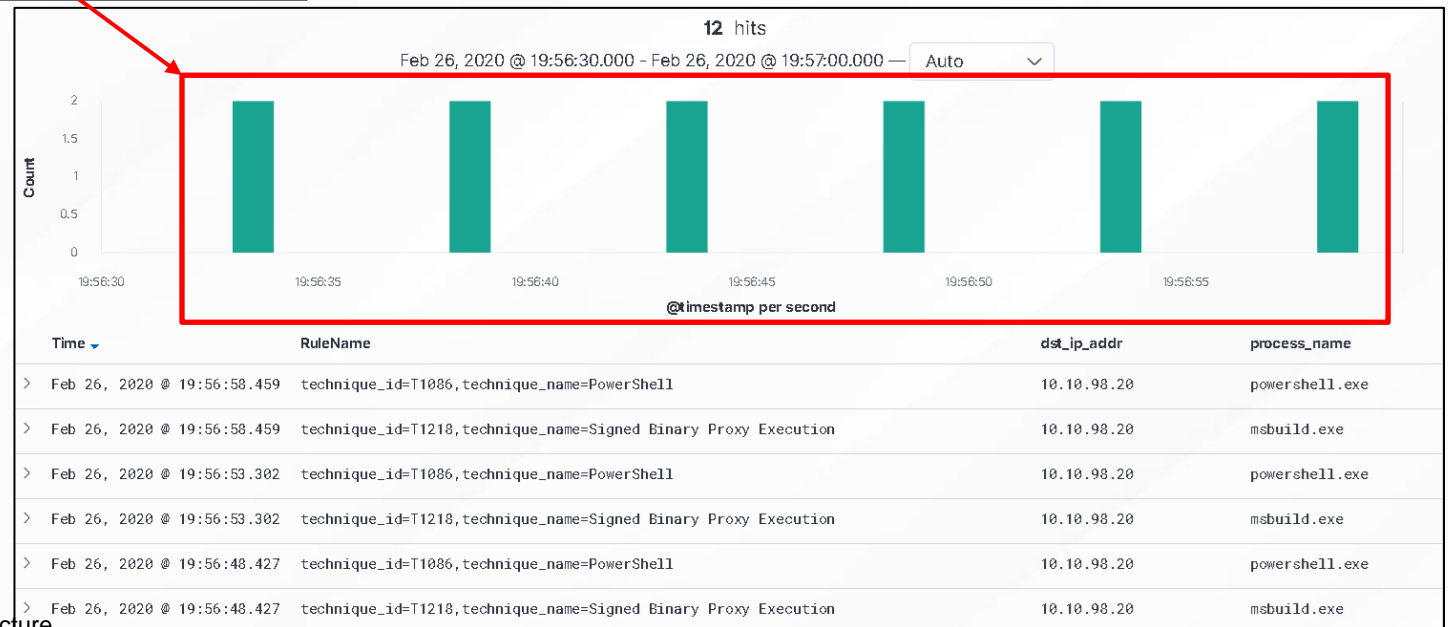 12 hits
Feb 26, 2020 @ 19:56:30.000 - Feb 26, 2020 @ 19:57:00.000 — Auto
2
1.5
1
0.5
0
Count
19:56:30 19:56:35 19:56:40 19:56:45 19:56:50 19:56:55
@timestamp per second
Time RuleName dst_ip_addr process_name
> Feb 26, 2020 @ 19:56:58.459 technique_id=T1086,technique_name=PowerShell 10.10.98.20 powershell.exe
> Feb 26, 2020 @ 19:56:58.459 technique_id=T1218,technique_name=Signed Binary Proxy Execution 10.10.98.20 msbuild.exe
> Feb 26, 2020 @ 19:56:53.302 technique_id=T1086,technique_name=PowerShell 10.10.98.20 powershell.exe
> Feb 26, 2020 @ 19:56:53.302 technique_id=T1218,technique_name=Signed Binary Proxy Execution 10.10.98.20 msbuild.exe
> Feb 26, 2020 @ 19:56:48.427 technique_id=T1086,technique_name=PowerShell 10.10.98.20 powershell.exe
> Feb 26, 2020 @ 19:56:48.427 technique_id=T1218,technique_name=Signed Binary Proxy Execution 10.10.98.20 msbuild.exe